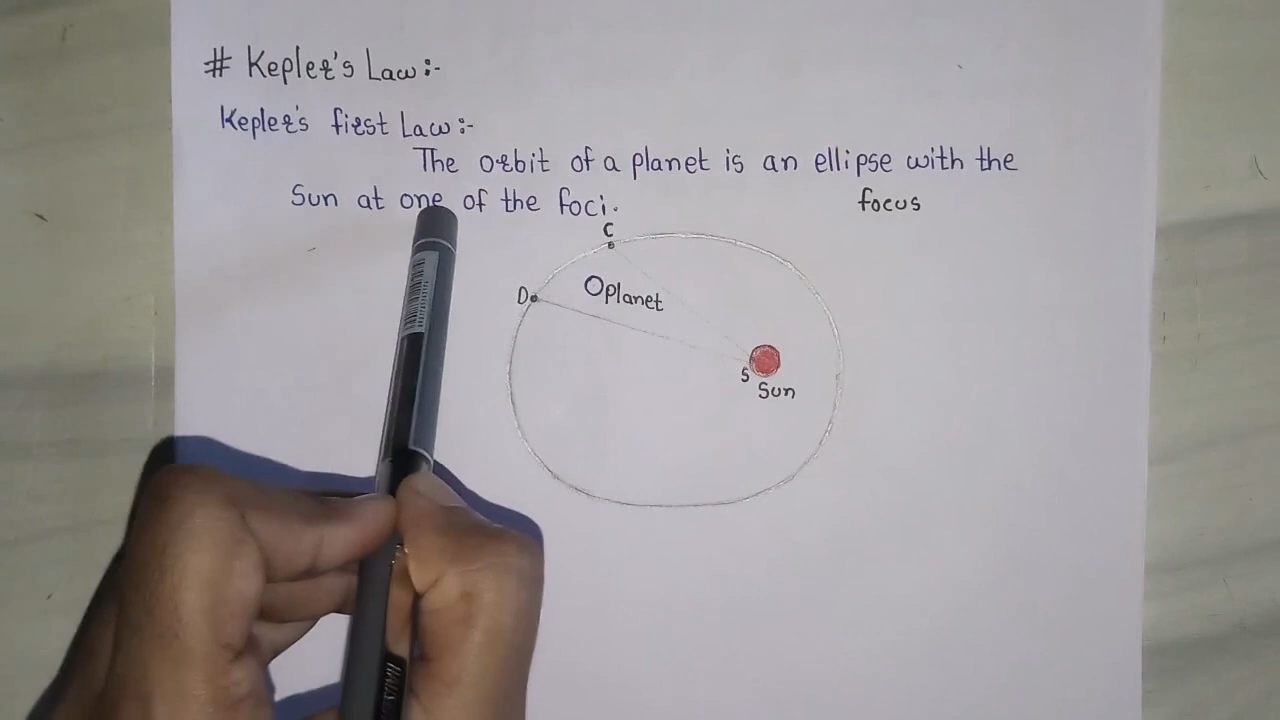 # Kepler's Law:-
Kepler's first Law:-
The orbit of a planet is an ellipse with the
Sun at one of the foci.
focus
C
D
planet
S
Sun